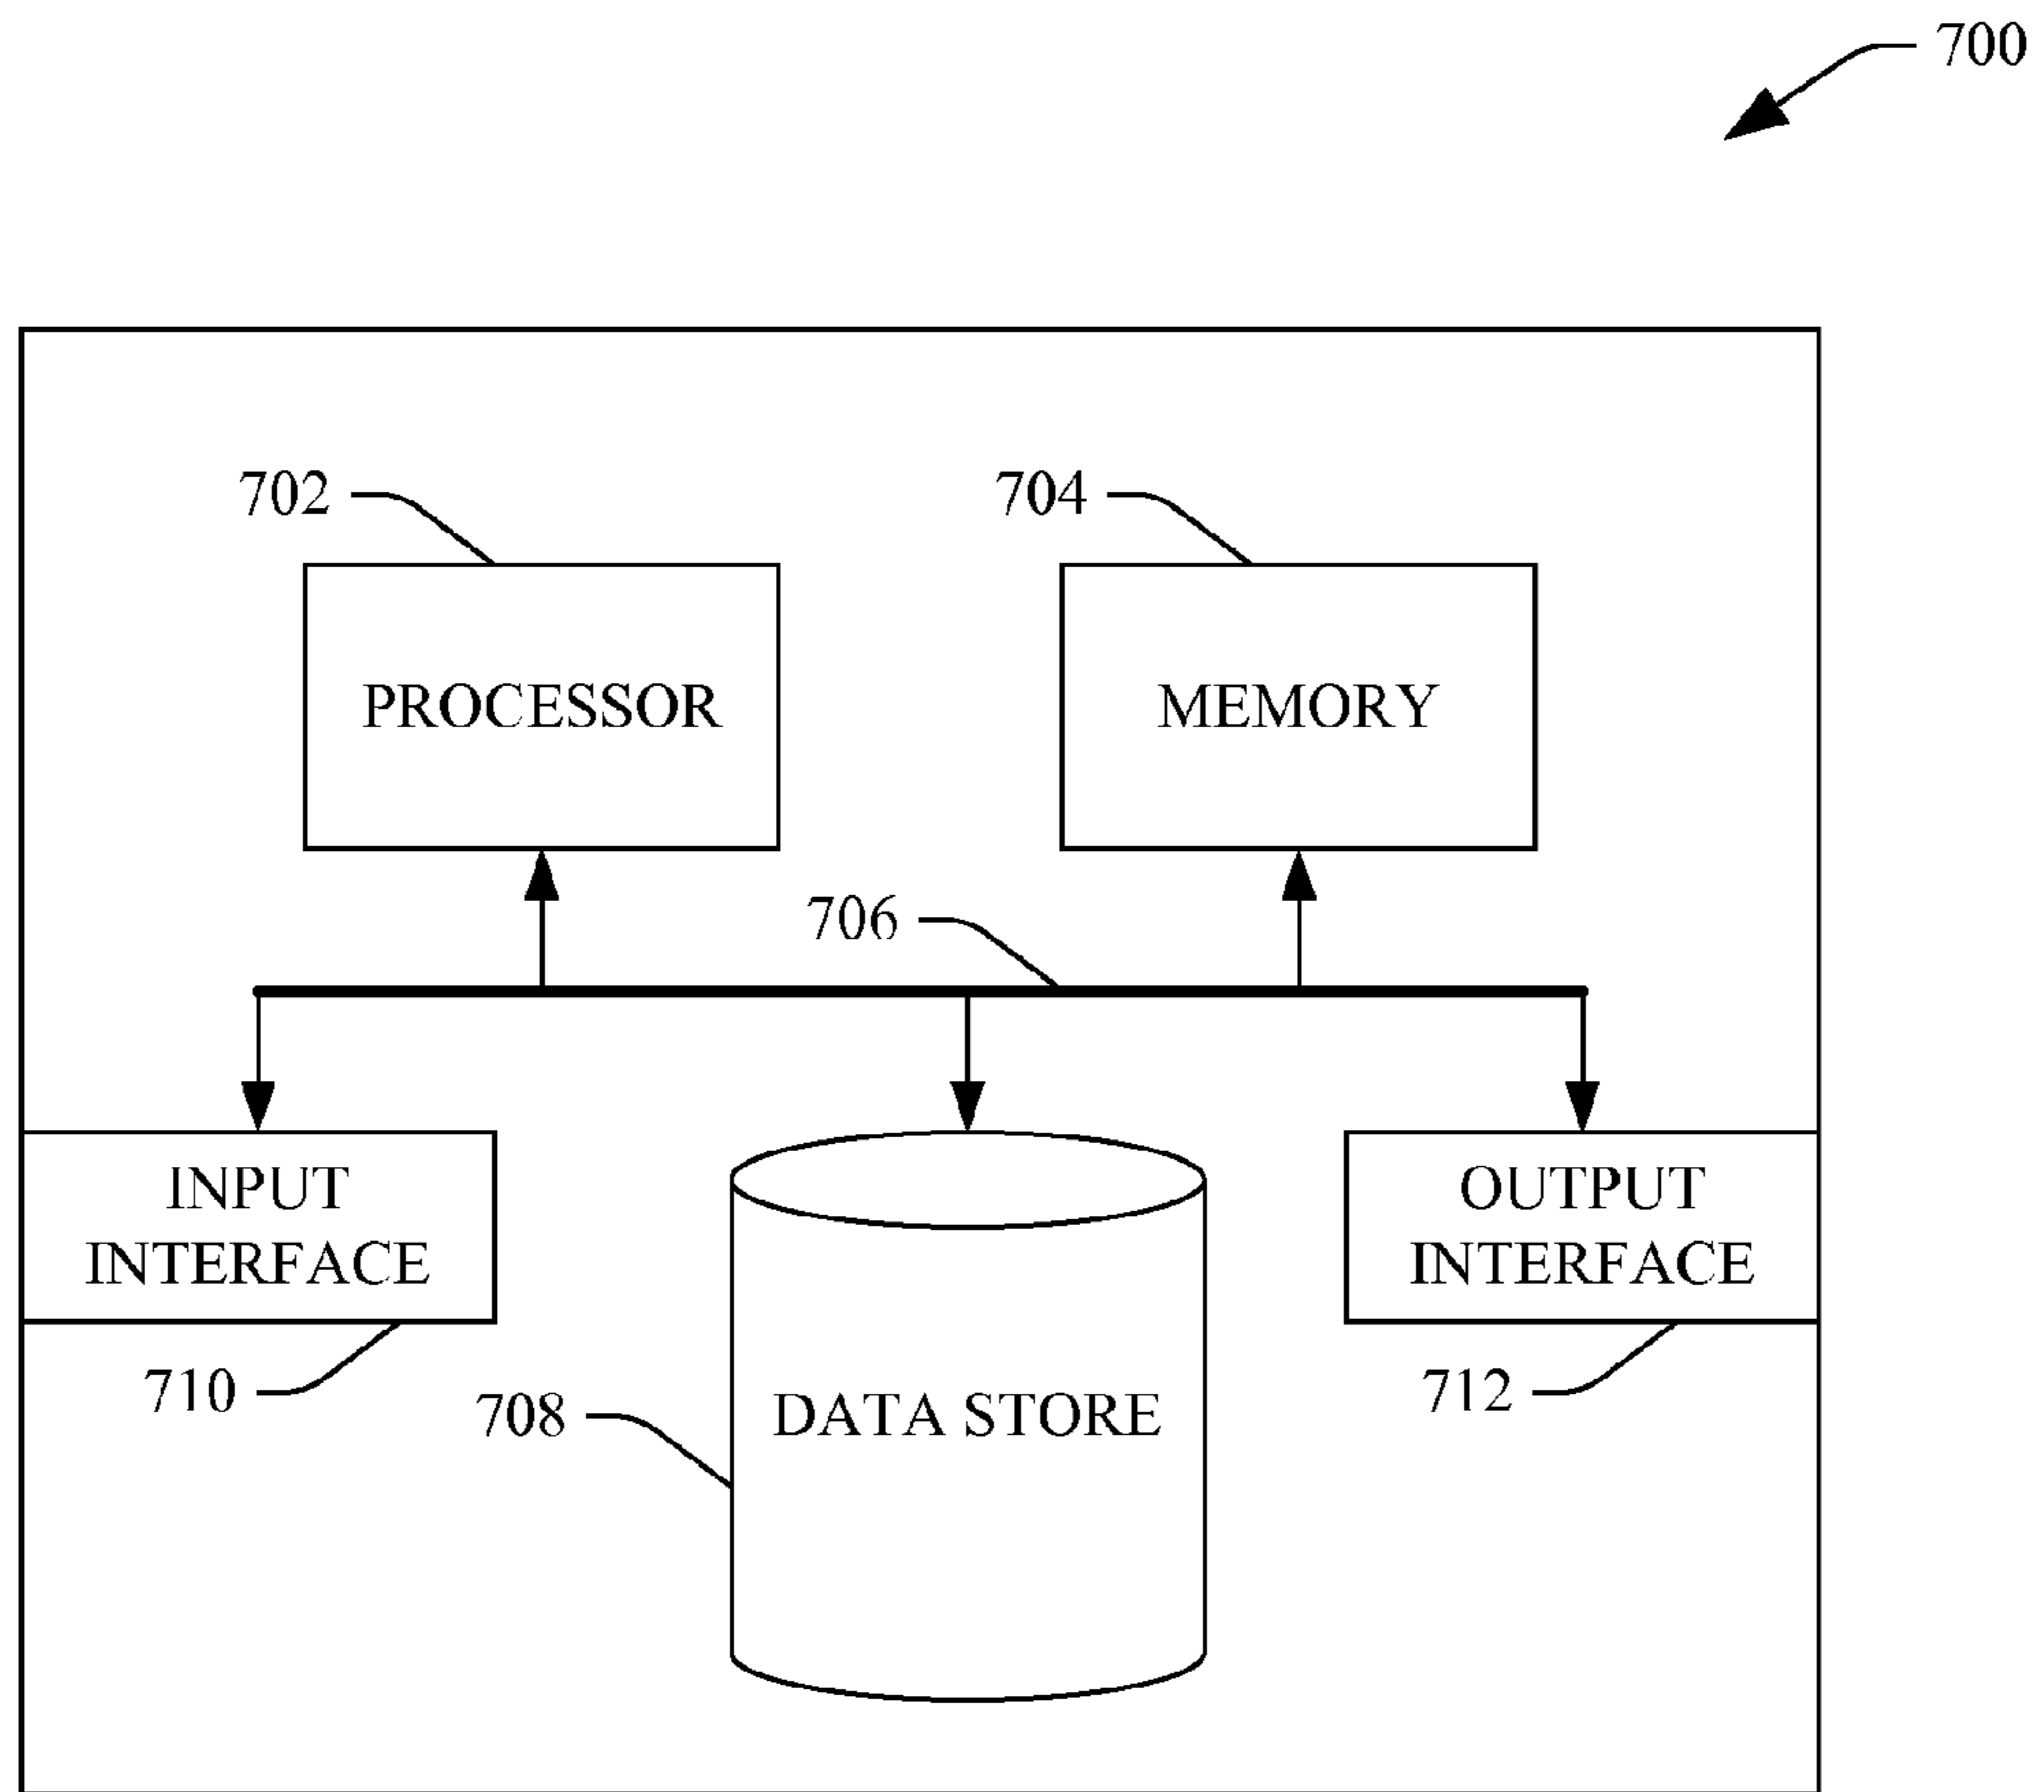 700
702
704
PROCESSOR
MEMORY
706
INPUT
INTERFACE
OUTPUT
INTERFACE
710
708
DATA STORE
712